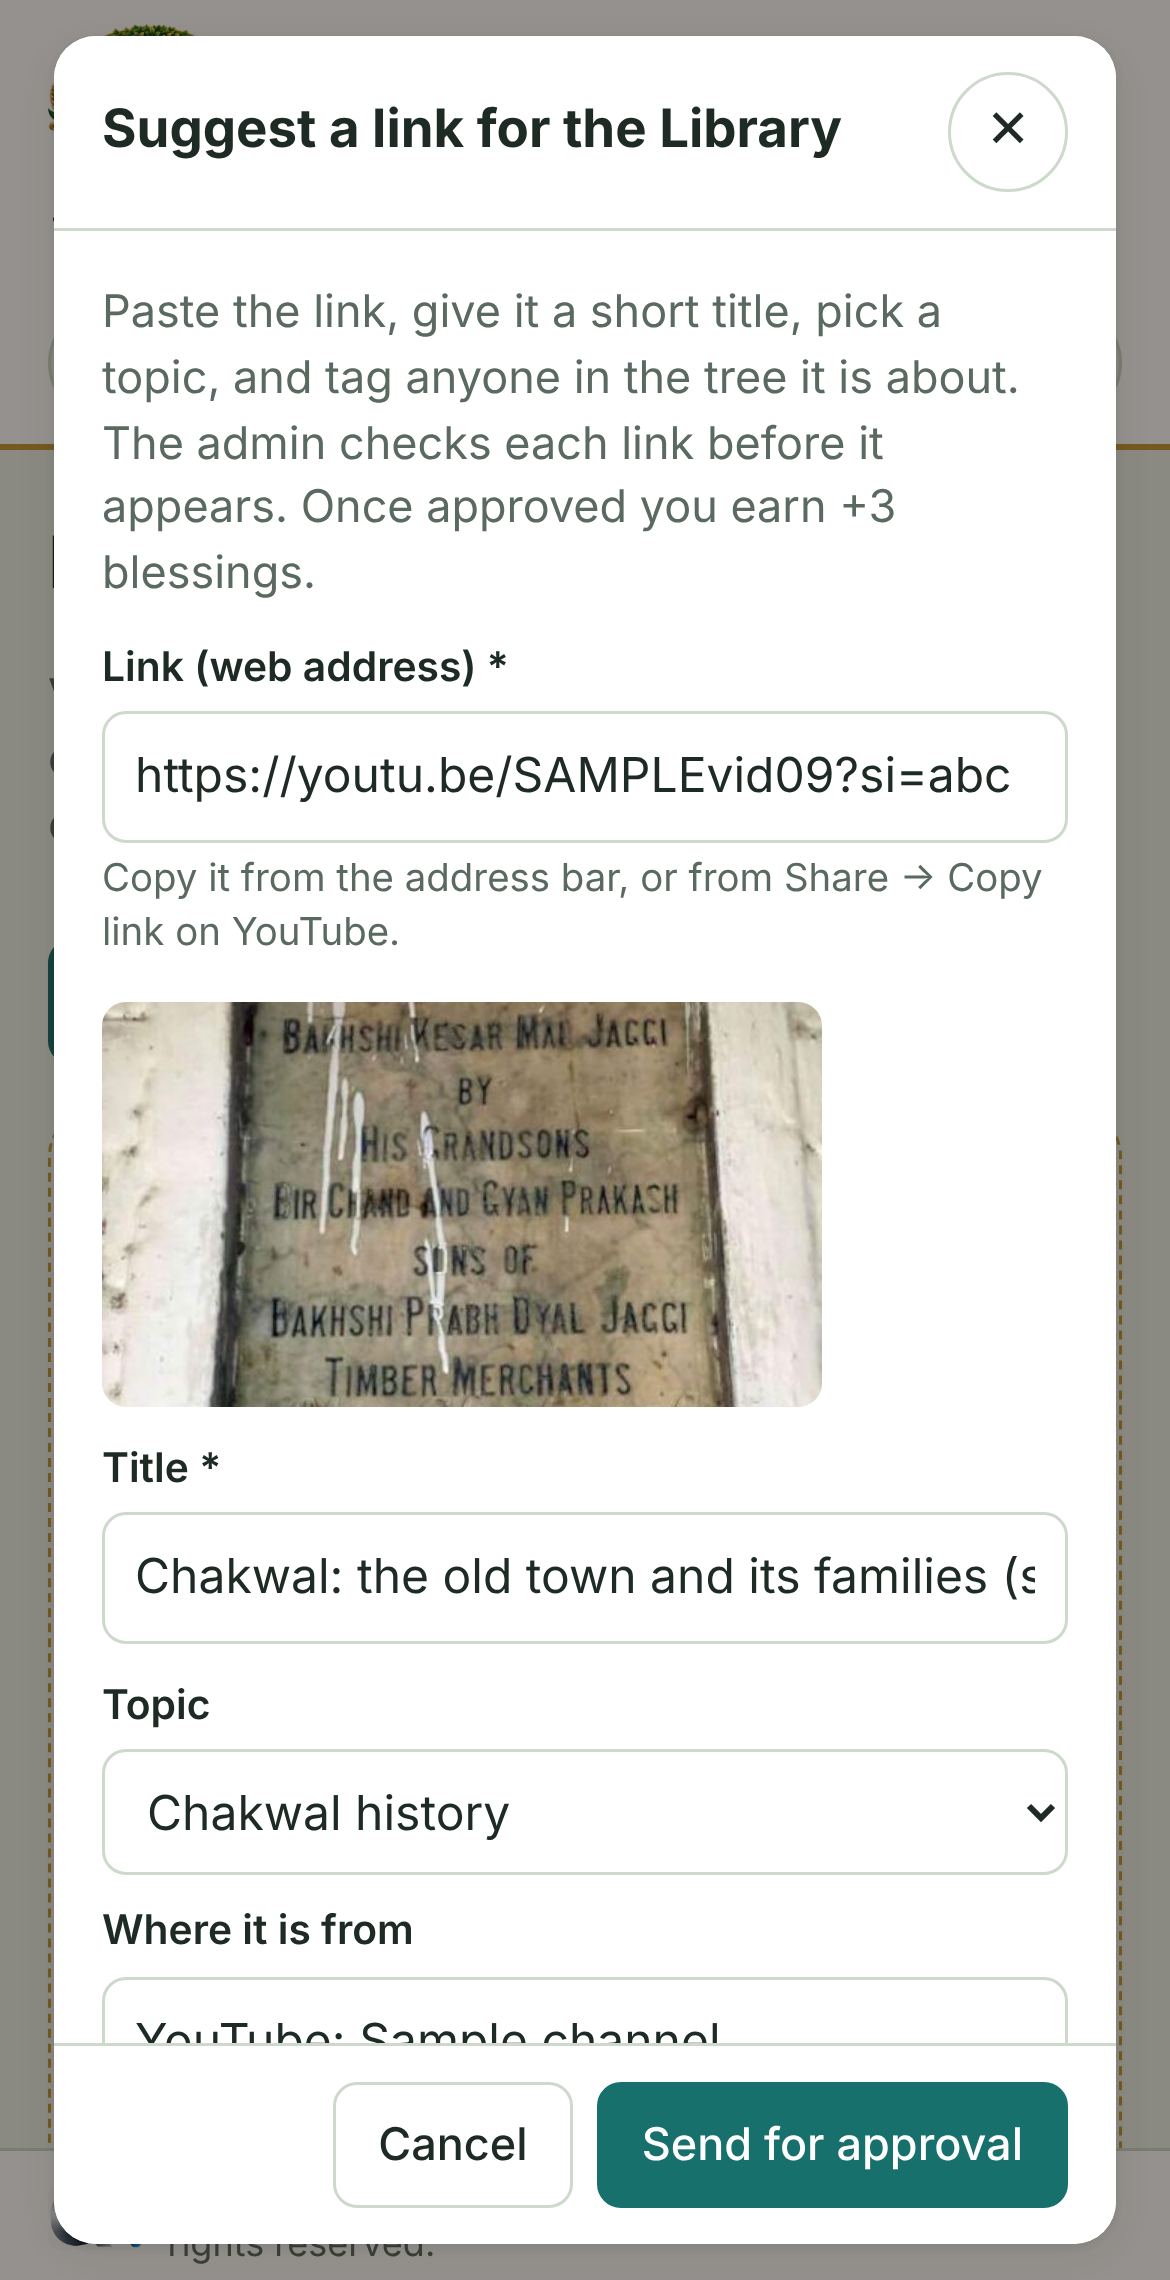 Suggest a link for the Library
✕
Paste the link, give it a short title, pick a
topic, and tag anyone in the tree it is about.
The admin checks each link before it
appears. Once approved you earn +3
blessings.
Link (web address) *
https://youtu.be/SAMPLEvid09?si=abc
Copy it from the address bar, or from Share → Copy
link on YouTube.
BAKHSHI KESAR MAL JAGGI
BY
HIS GRANDSONS
BIR CHAND AND GYAN PRAKASH
SONS OF
BAKHSHI PRABH DYAL JAGGI
TIMBER MERCHANTS
Title *
Chakwal: the old town and its families (s
Topic
Chakwal history
Where it is from
YouTube: Sample channel
Cancel
Send for approval
rights reserved.